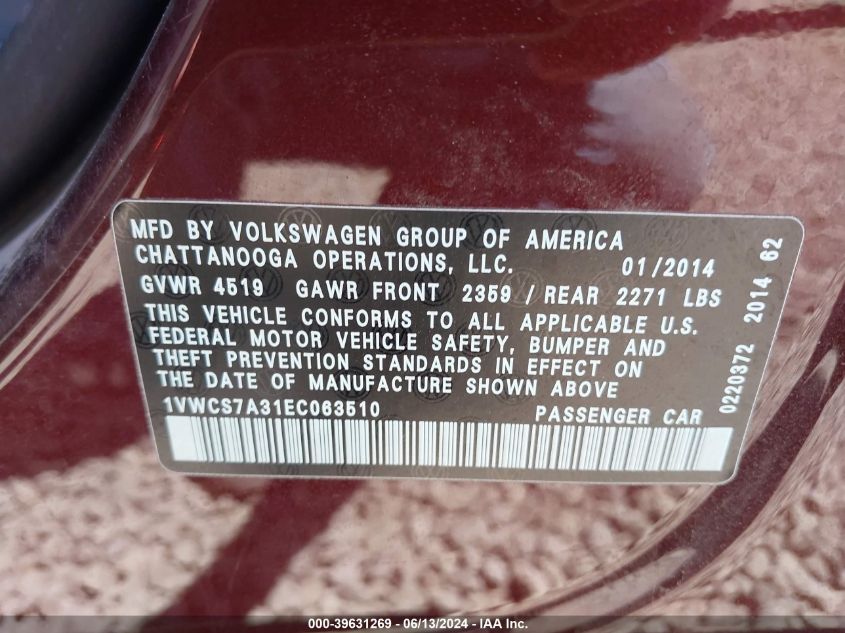 MFD BY VOLKSWAGEN GROUP OF AMERICA
CHATTANOOGA OPERATIONS, LLC. 01/2014
GVWR 4519 GAWR FRONT 2359 / REAR 2271 LBS
THIS VEHICLE CONFORMS TO ALL APPLICABLE U.S.
FEDERAL MOTOR VEHICLE SAFETY, BUMPER AND
THEFT PREVENTION STANDARDS IN EFFECT ON
THE DATE OF MANUFACTURE SHOWN ABOVE
1VWCS7A31EC063510 PASSENGER CAR
0220372 2014 62
000-39631269 - 06/13/2024 - IAA Inc.